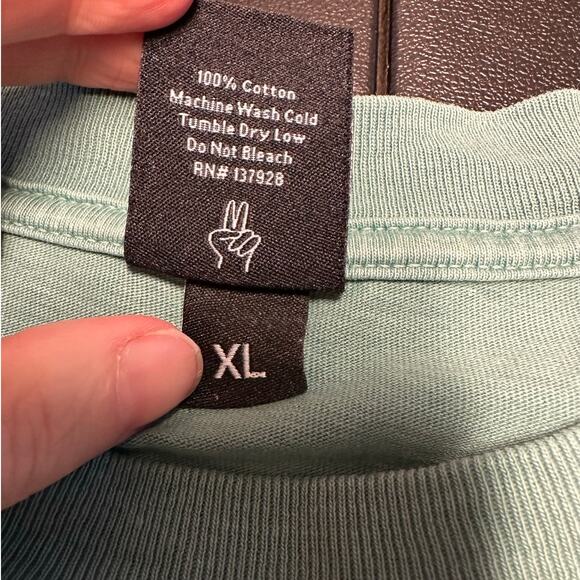 100% Cotton
Machine Wash Cold
Tumble Dry Low
Do Not Bleach
RN# 137928
XL